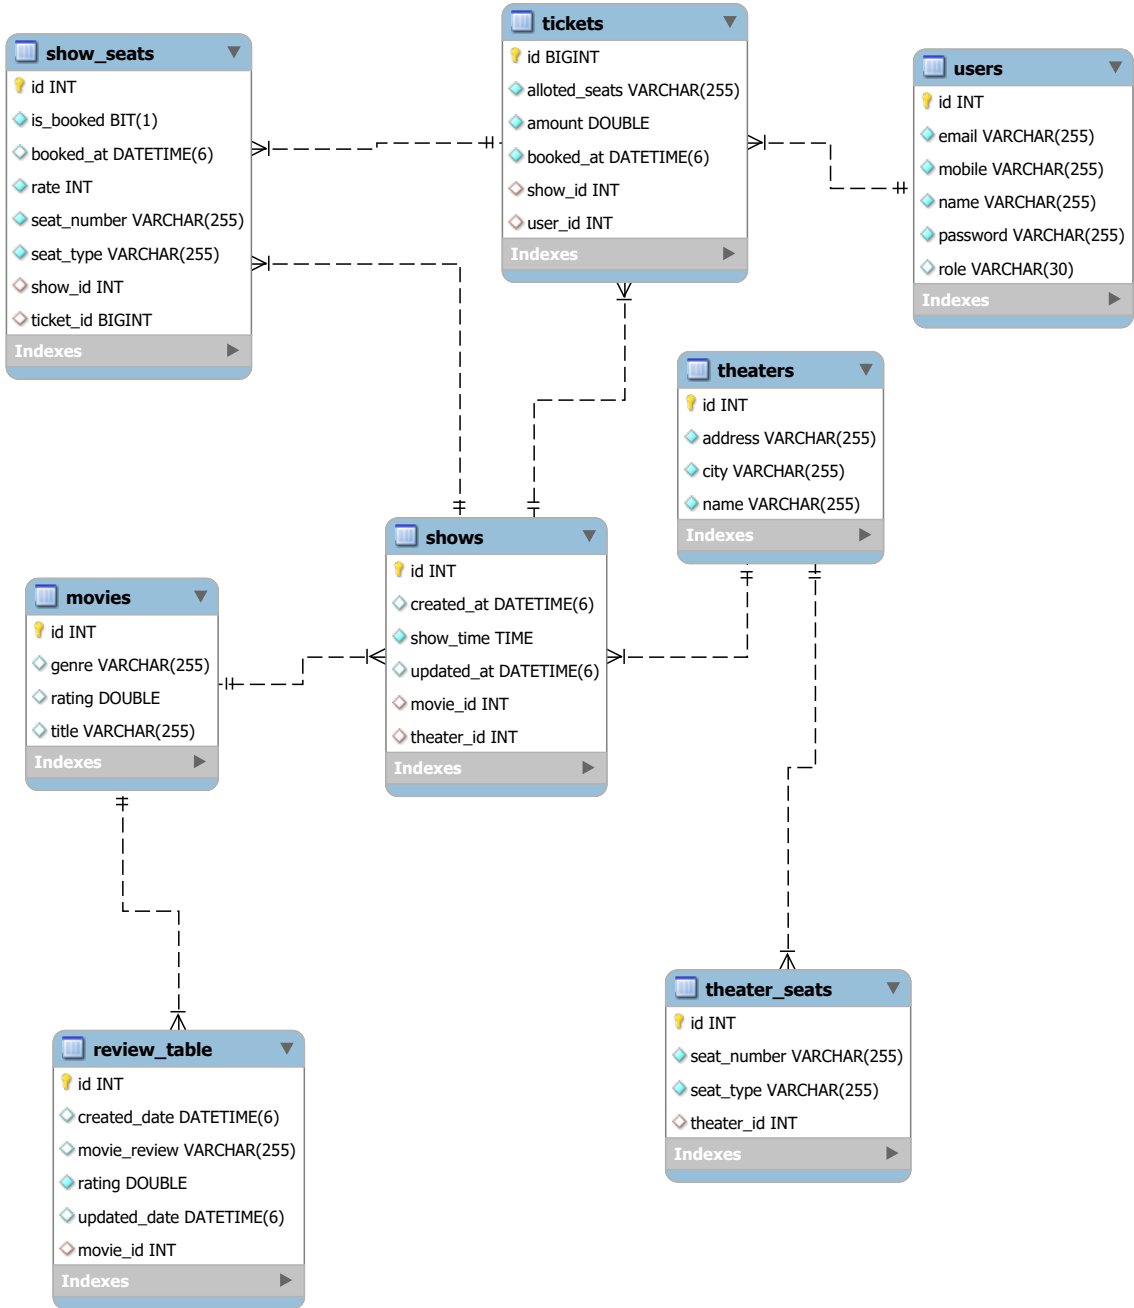 show_seats
id INT
is_booked BIT(1)
booked_at DATETIME(6)
rate INT
seat_number VARCHAR(255)
seat_type VARCHAR(255)
show_id INT
ticket_id BIGINT
Indexes
tickets
id BIGINT
alloted_seats VARCHAR(255)
amount DOUBLE
booked_at DATETIME(6)
show_id INT
user_id INT
Indexes
users
id INT
email VARCHAR(255)
mobile VARCHAR(255)
name VARCHAR(255)
password VARCHAR(255)
role VARCHAR(30)
Indexes
theaters
id INT
address VARCHAR(255)
city VARCHAR(255)
name VARCHAR(255)
Indexes
shows
id INT
created_at DATETIME(6)
show_time TIME
updated_at DATETIME(6)
movie_id INT
theater_id INT
Indexes
movies
id INT
genre VARCHAR(255)
rating DOUBLE
title VARCHAR(255)
Indexes
theater_seats
id INT
seat_number VARCHAR(255)
seat_type VARCHAR(255)
theater_id INT
Indexes
review_table
id INT
created_date DATETIME(6)
movie_review VARCHAR(255)
rating DOUBLE
updated_date DATETIME(6)
movie_id INT
Indexes